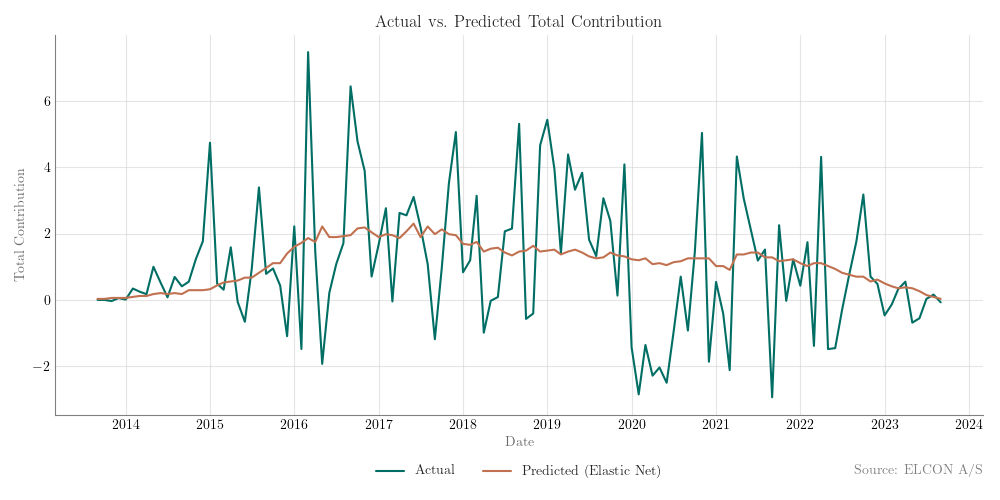 Actual vs. Predicted Total Contribution
Total Contribution
6
4
2
0
−2
2014 2015 2016 2017 2018 2019 2020 2021 2022 2023 2024
Date
Actual Predicted (Elastic Net)
Source: ELCON A/S